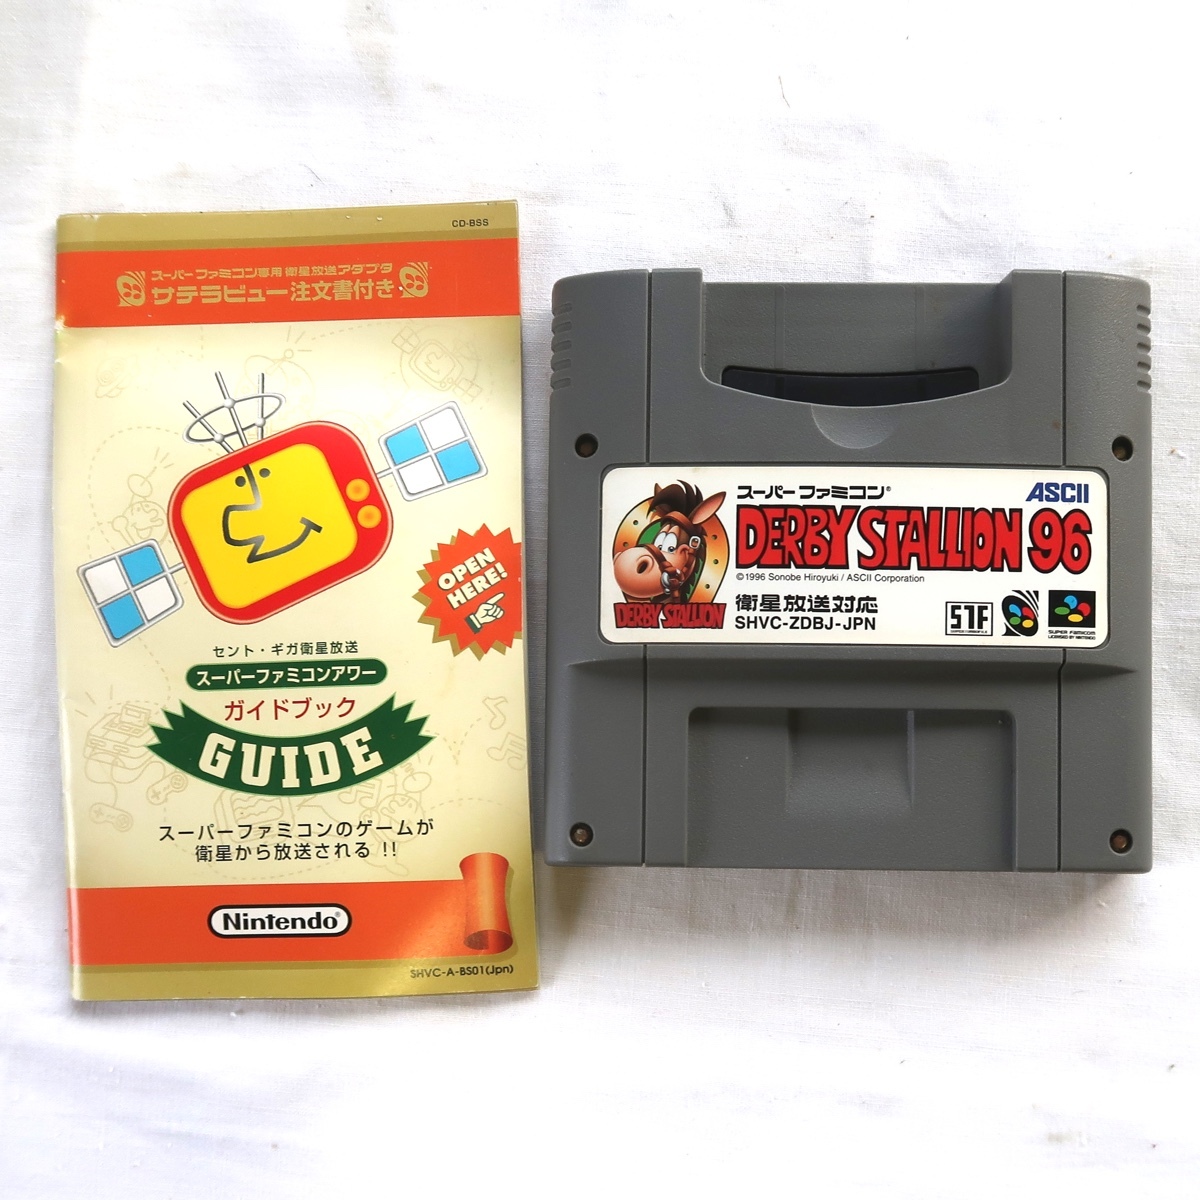 CD-BSS
スーパーファミコン専用 衛星放送アダプタ
サテラビュー注文書付き
OPEN
HERE!
セント・ギガ衛星放送
スーパーファミコンアワー
ガイドブック
GUIDE
スーパーファミコンのゲームが
衛星から放送される !!
Nintendo®
SHVC-A-BS01(Jpn)
スーパーファミコン®
ASCII
DERBY STALLION 96
©1996 Sonobe Hiroyuki / ASCII Corporation
DERBY STALLION
衛星放送対応
SHVC-ZDBJ-JPN
STF
SUPER FAMICOM
LICENSED BY NINTENDO